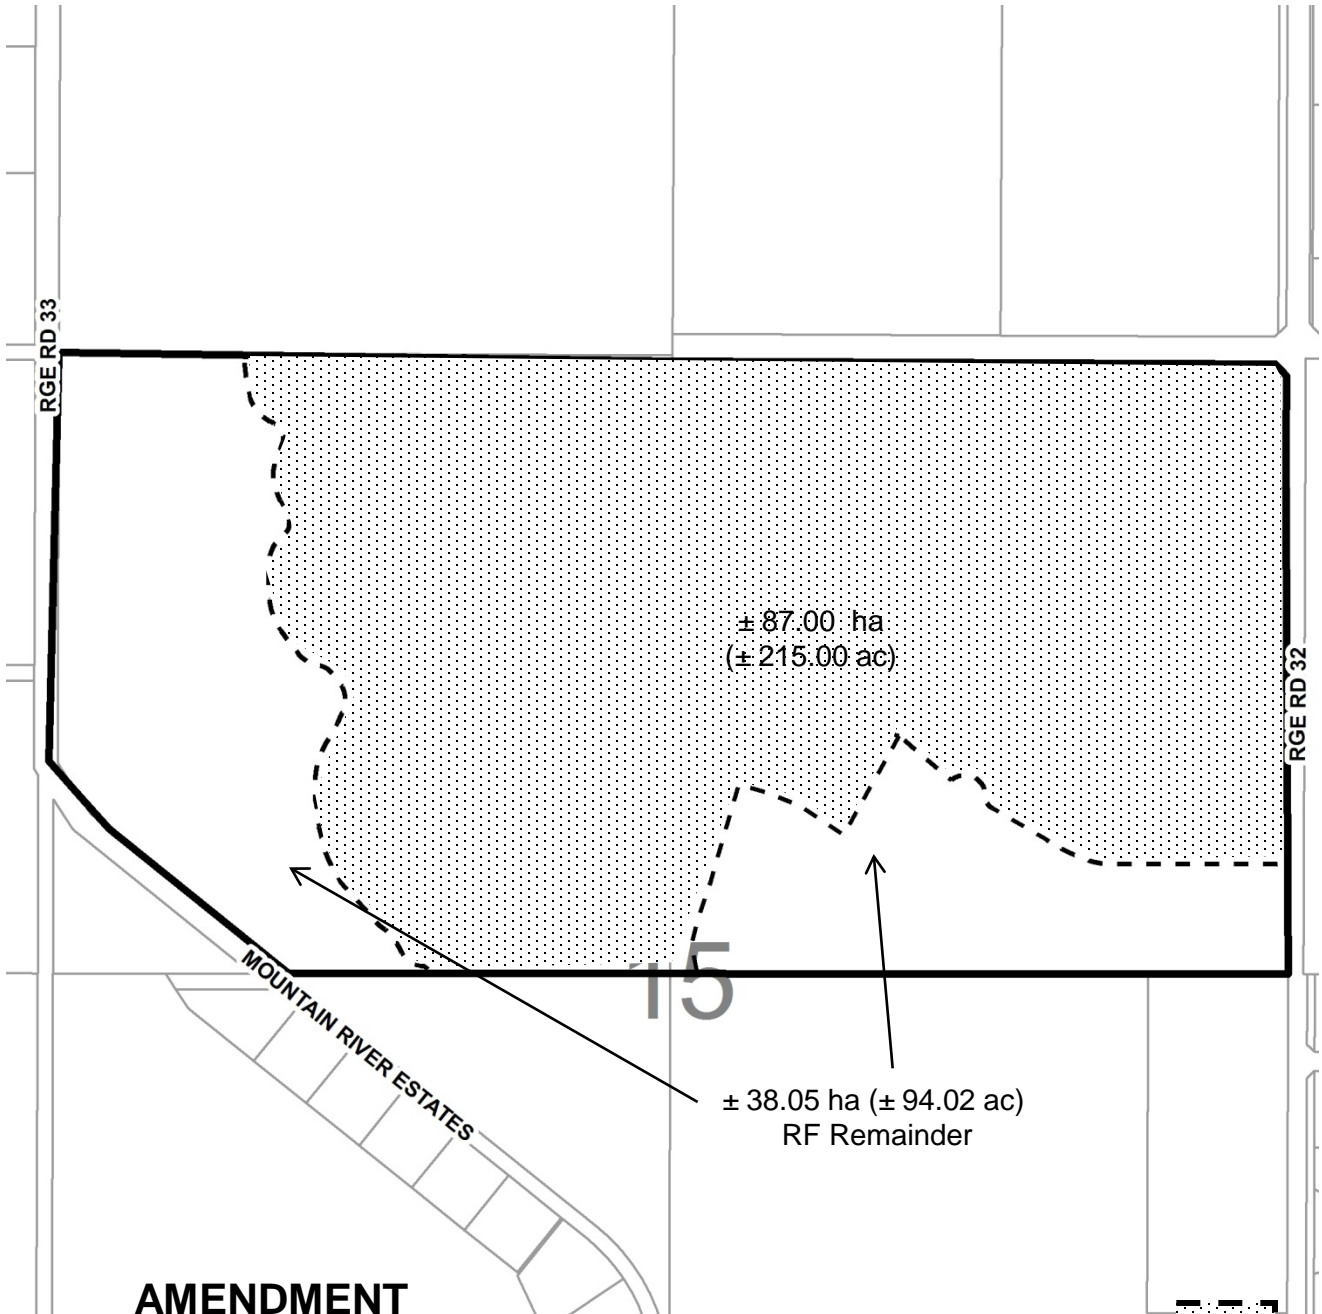 RGE RD 33
± 87.00 ha
(± 215.00 ac)
RGE RD 32
15
MOUNTAIN RIVER ESTATES
± 38.05 ha (± 94.02 ac)
RF Remainder
AMENDMENT